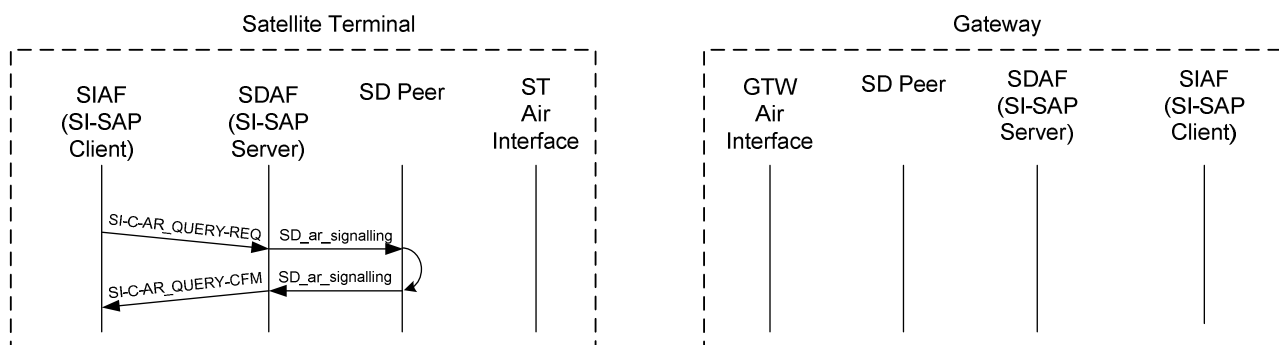 Satellite Terminal
Gateway
SIAF
(SI-SAP
Client)
SDAF
(SI-SAP
Server)
SD Peer
ST
Air
Interface
GTW
Air
Interface
SD Peer
SDAF
(SI-SAP
Server)
SIAF
(SI-SAP
Client)
SI-C-AR_QUERY-REQ
SD_ar_signalling
SI-C-AR_QUERY-CFM
SD_ar_signalling